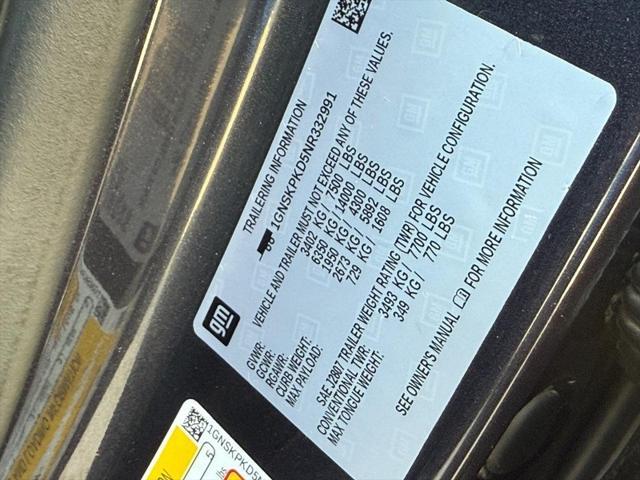 TRAILERING INFORMATION
1GNSKPKD5NR332991
VEHICLE AND TRAILER MUST NOT EXCEED ANY OF THESE VALUES.
GVWR: 3402 KG / 7500 LBS
GCWR: 6350 KG / 14000 LBS
RGAWR: 1950 KG / 4300 LBS
CURB WEIGHT: 2673 KG / 5892 LBS
MAX PAYLOAD: 729 KG / 1608 LBS
SAE J2807 TRAILER WEIGHT RATING (TWR) FOR VEHICLE CONFIGURATION.
CONVENTIONAL TWR: 3493 KG / 7700 LBS
MAX TONGUE WEIGHT: 349 KG / 770 LBS
SEE OWNER'S MANUAL FOR MORE INFORMATION
gm
1GNSKPKD5N
lbs